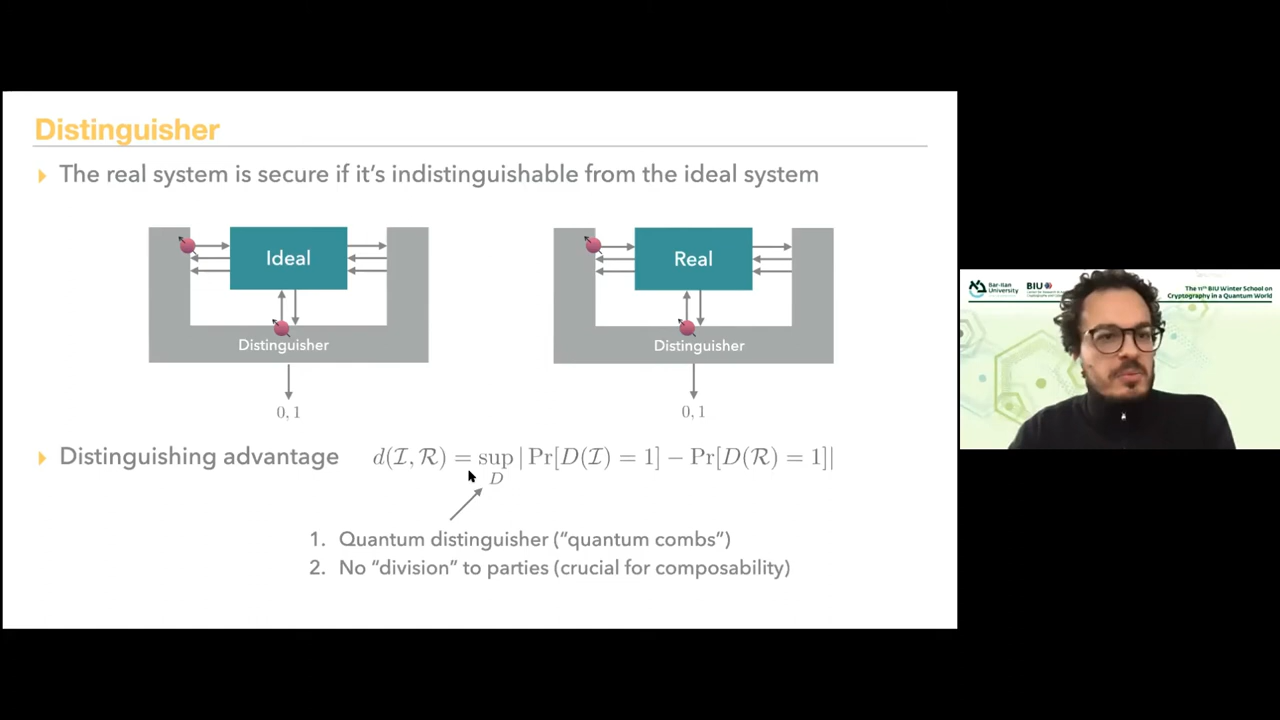 Distinguisher
The real system is secure if it's indistinguishable from the ideal system
Ideal
Distinguisher
0, 1
Real
Distinguisher
0, 1
Distinguishing advantage d(𝓘, 𝓡) = sup_D | Pr[D(𝓘) = 1] − Pr[D(𝓡) = 1]|
1. Quantum distinguisher ("quantum combs")
2. No "division" to parties (crucial for composability)
Bar-Ilan
University
BIU
The 11th BIU Winter School on
Cryptography in a Quantum World